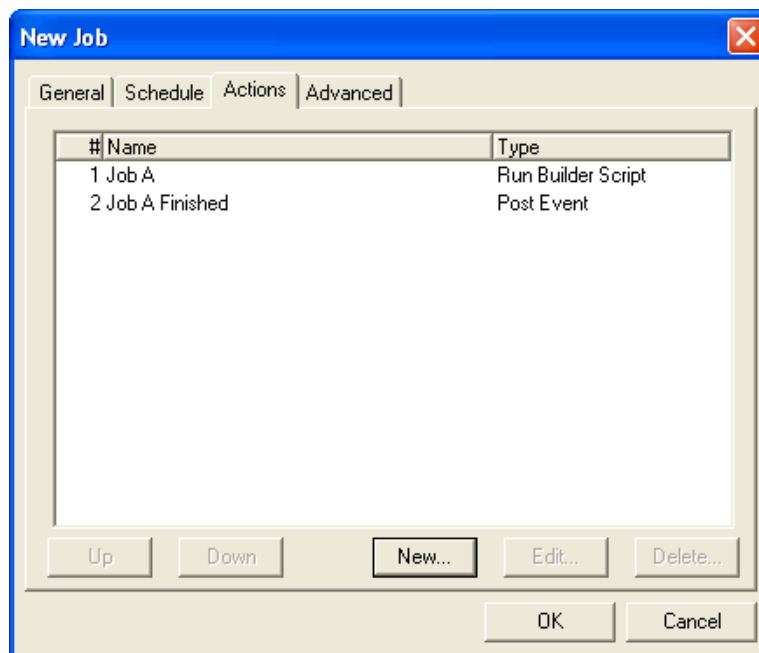 New Job
General Schedule Actions Advanced
# Name Type
1 Job A Run Builder Script
2 Job A Finished Post Event
Up Down New... Edit... Delete...
OK Cancel